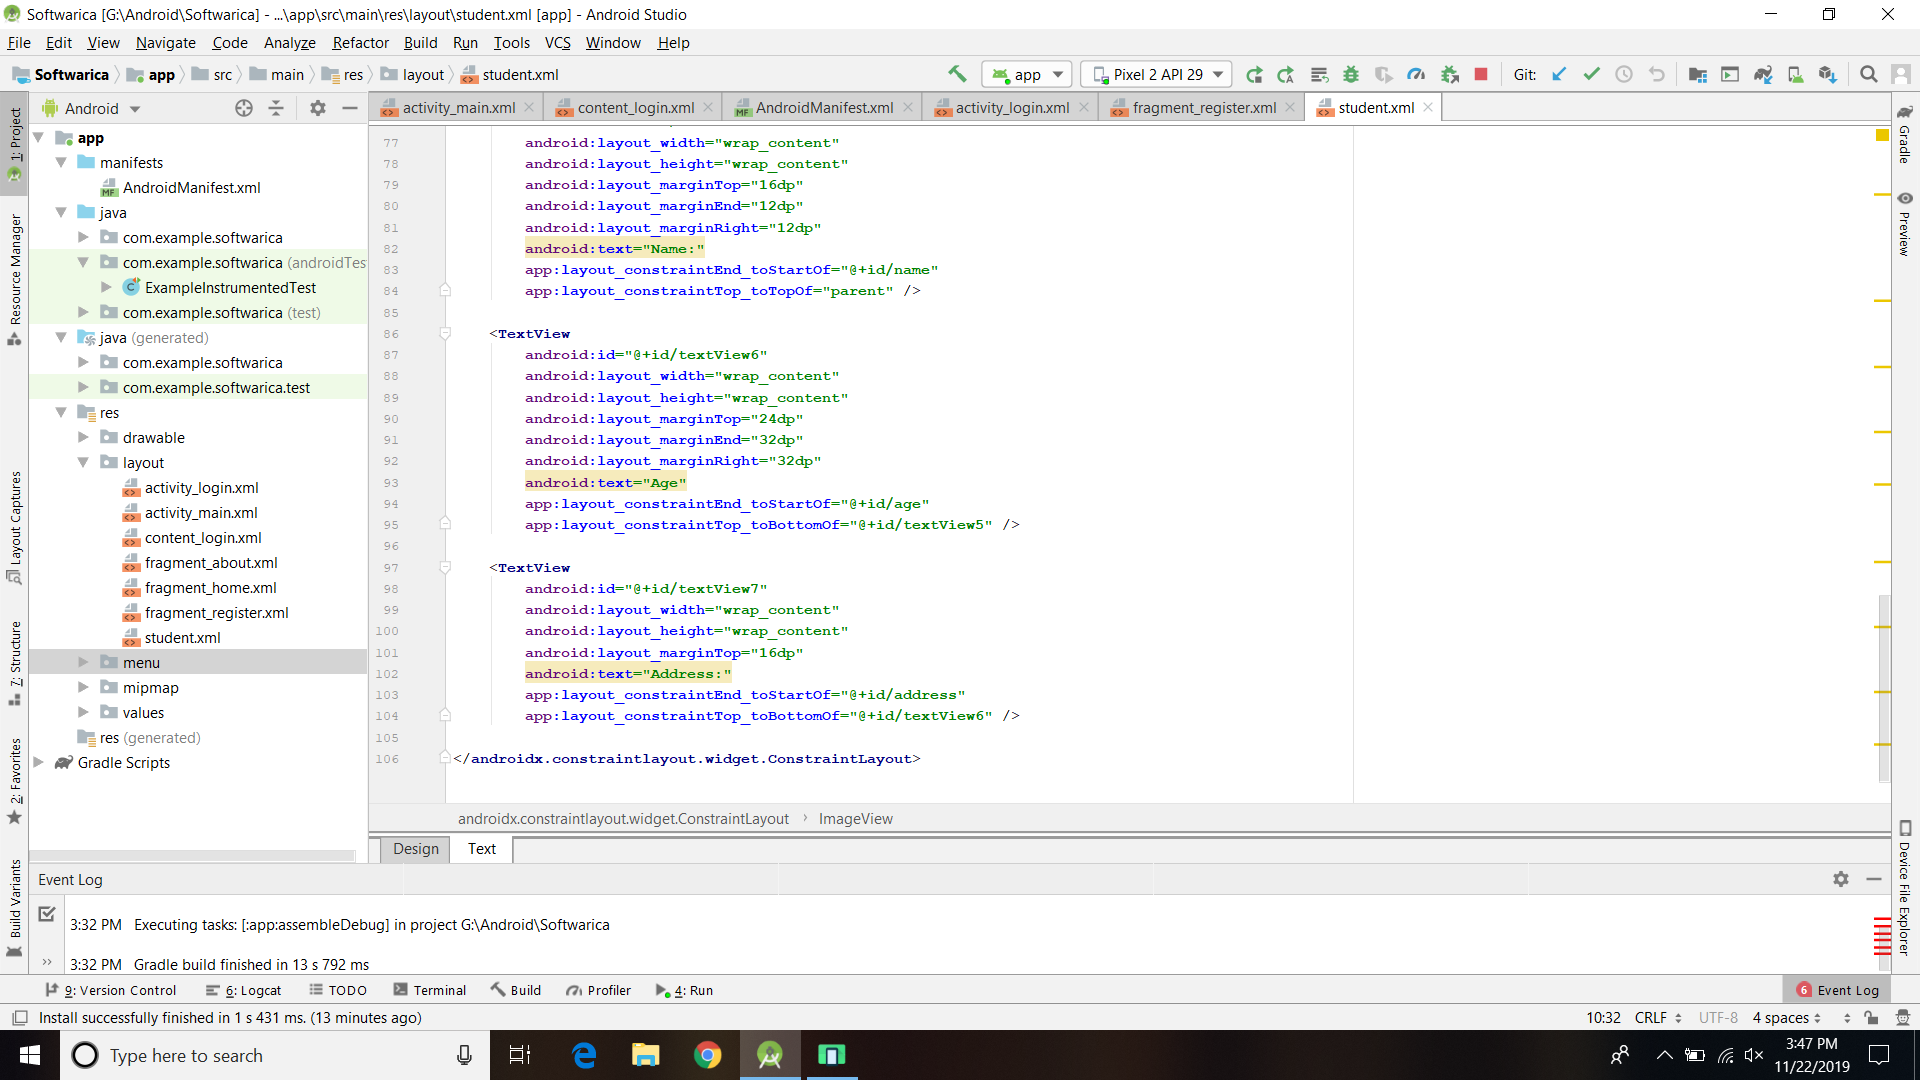 Softwarica [G:\Android\Softwarica] - ...\app\src\main\res\layout\student.xml [app] - Android Studio
File Edit View Navigate Code Analyze Refactor Build Run Tools VCS Window Help
Softwarica app src main res layout student.xml app Pixel 2 API 29 Git:
1: Project
Resource Manager
Layout Captures
7: Structure
2: Favorites
Build Variants
Android
app
manifests
AndroidManifest.xml
java
com.example.softwarica
com.example.softwarica (androidTes
ExampleInstrumentedTest
com.example.softwarica (test)
java (generated)
com.example.softwarica
com.example.softwarica.test
res
drawable
layout
activity_login.xml
activity_main.xml
content_login.xml
fragment_about.xml
fragment_home.xml
fragment_register.xml
student.xml
menu
mipmap
values
res (generated)
Gradle Scripts
activity_main.xml content_login.xml AndroidManifest.xml activity_login.xml fragment_register.xml student.xml
77 android:layout_width="wrap_content"
78 android:layout_height="wrap_content"
79 android:layout_marginTop="16dp"
80 android:layout_marginEnd="12dp"
81 android:layout_marginRight="12dp"
82 android:text="Name:"
83 app:layout_constraintEnd_toStartOf="@+id/name"
84 app:layout_constraintTop_toTopOf="parent" />
85
86 <TextView
87 android:id="@+id/textView6"
88 android:layout_width="wrap_content"
89 android:layout_height="wrap_content"
90 android:layout_marginTop="24dp"
91 android:layout_marginEnd="32dp"
92 android:layout_marginRight="32dp"
93 android:text="Age"
94 app:layout_constraintEnd_toStartOf="@+id/age"
95 app:layout_constraintTop_toBottomOf="@+id/textView5" />
96
97 <TextView
98 android:id="@+id/textView7"
99 android:layout_width="wrap_content"
100 android:layout_height="wrap_content"
101 android:layout_marginTop="16dp"
102 android:text="Address:"
103 app:layout_constraintEnd_toStartOf="@+id/address"
104 app:layout_constraintTop_toBottomOf="@+id/textView6" />
105
106 </androidx.constraintlayout.widget.ConstraintLayout>
androidx.constraintlayout.widget.ConstraintLayout › ImageView
Design Text
Gradle
Preview
Device File Explorer
Event Log
3:32 PM Executing tasks: [:app:assembleDebug] in project G:\Android\Softwarica
3:32 PM Gradle build finished in 13 s 792 ms
9: Version Control 6: Logcat TODO Terminal Build Profiler 4: Run 6 Event Log
Install successfully finished in 1 s 431 ms. (13 minutes ago) 10:32 CRLF UTF-8 4 spaces
Type here to search
3:47 PM
11/22/2019